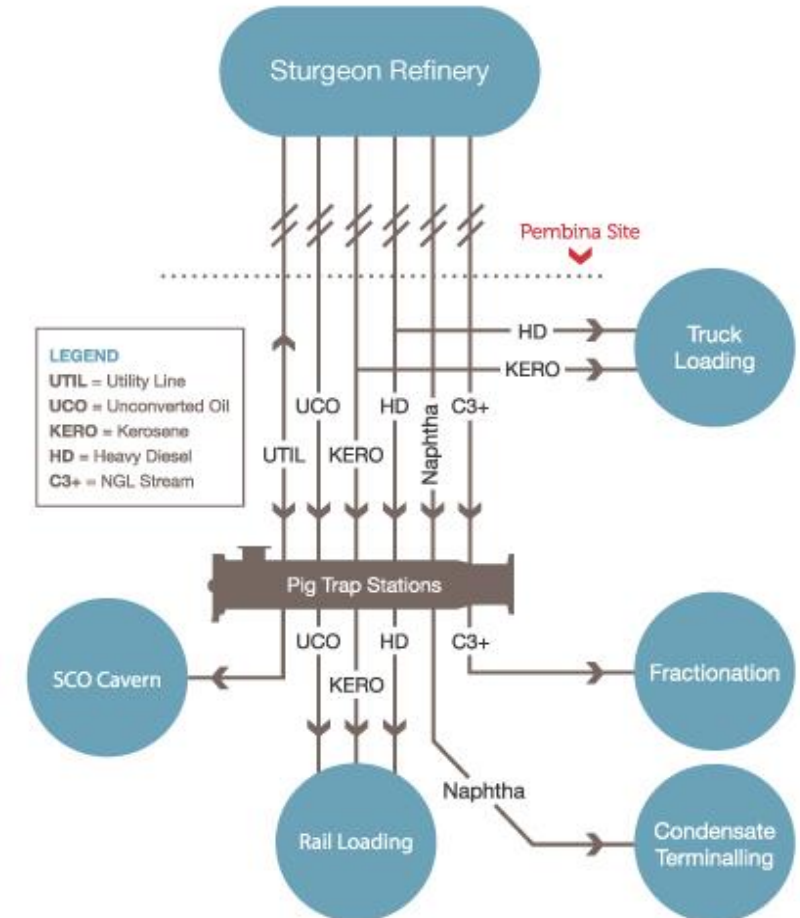 Sturgeon Refinery
Pembina Site
HD
KERO
Truck
Loading
LEGEND
UTIL = Utility Line
UCO = Unconverted Oil
KERO = Kerosene
HD = Heavy Diesel
C3+ = NGL Stream
UCO
HD
C3+
UTIL
KERO
Naphtha
Pig Trap Stations
UCO
HD
C3+
KERO
SCO Cavern
Fractionation
Naphtha
Rail Loading
Condensate
Terminalling